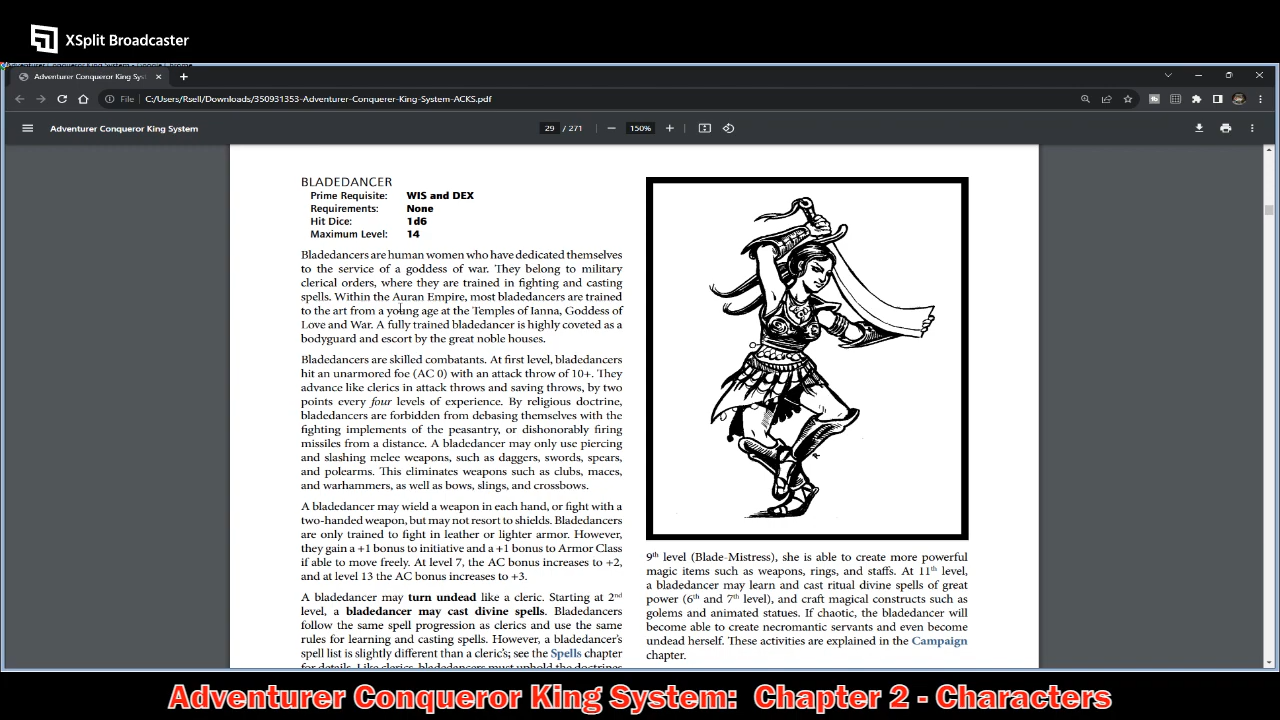 XSplit Broadcaster
Adventurer Conqueror King System - Google Chrome
Adventurer Conqueror King Sys
File
C:/Users/Rsell/Downloads/350931353-Adventurer-Conquerer-King-System-ACKS.pdf
Adventurer Conqueror King System
29 / 271
150%
BLADEDANCER
Prime Requisite: WIS and DEX
Requirements: None
Hit Dice: 1d6
Maximum Level: 14
Bladedancers are human women who have dedicated themselves
to the service of a goddess of war. They belong to military
clerical orders, where they are trained in fighting and casting
spells. Within the Auran Empire, most bladedancers are trained
to the art from a young age at the Temples of Ianna, Goddess of
Love and War. A fully trained bladedancer is highly coveted as a
bodyguard and escort by the great noble houses.
Bladedancers are skilled combatants. At first level, bladedancers
hit an unarmored foe (AC 0) with an attack throw of 10+. They
advance like clerics in attack throws and saving throws, by two
points every four levels of experience. By religious doctrine,
bladedancers are forbidden from debasing themselves with the
fighting implements of the peasantry, or dishonorably firing
missiles from a distance. A bladedancer may only use piercing
and slashing melee weapons, such as daggers, swords, spears,
and polearms. This eliminates weapons such as clubs, maces,
and warhammers, as well as bows, slings, and crossbows.
A bladedancer may wield a weapon in each hand, or fight with a
two-handed weapon, but may not resort to shields. Bladedancers
are only trained to fight in leather or lighter armor. However,
they gain a +1 bonus to initiative and a +1 bonus to Armor Class
if able to move freely. At level 7, the AC bonus increases to +2,
and at level 13 the AC bonus increases to +3.
A bladedancer may turn undead like a cleric. Starting at 2nd
level, a bladedancer may cast divine spells. Bladedancers
follow the same spell progression as clerics and use the same
rules for learning and casting spells. However, a bladedancer's
spell list is slightly different than a cleric's; see the Spells chapter
for details. Like clerics, bladedancers must uphold the doctrines
9th level (Blade-Mistress), she is able to create more powerful
magic items such as weapons, rings, and staffs. At 11th level,
a bladedancer may learn and cast ritual divine spells of great
power (6th and 7th level), and craft magical constructs such as
golems and animated statues. If chaotic, the bladedancer will
become able to create necromantic servants and even become
undead herself. These activities are explained in the Campaign
chapter.
Adventurer Conqueror King System: Chapter 2 - Characters